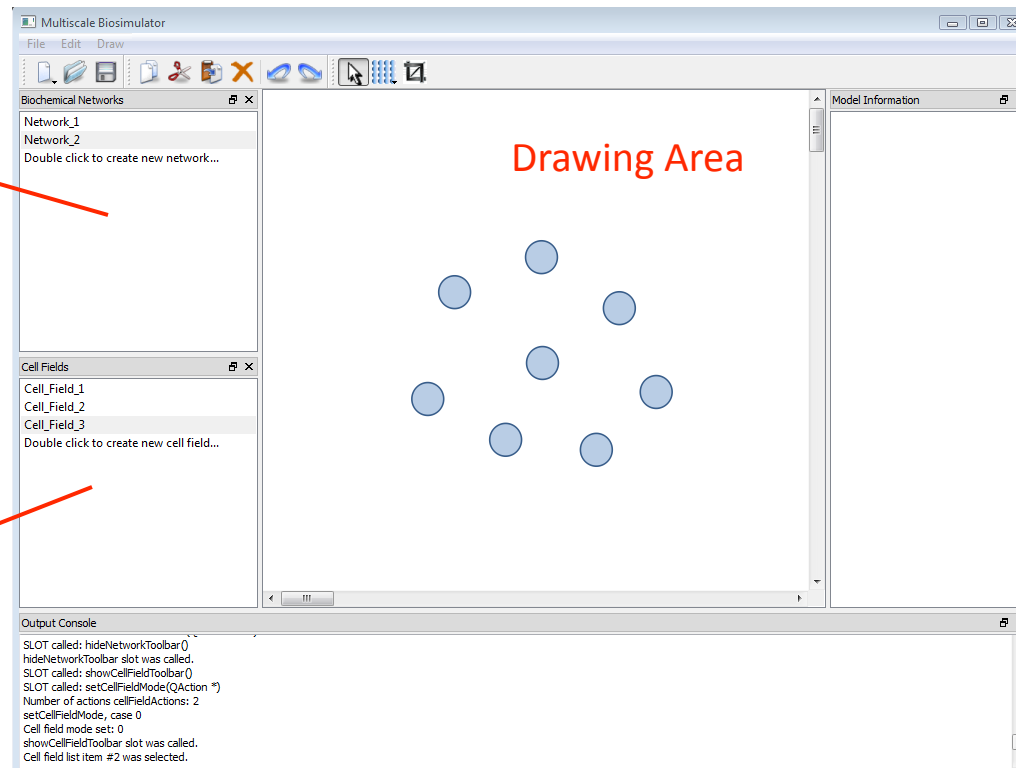 Multiscale Biosimulator
File Edit Draw
Biochemical Networks
Network_1
Network_2
Double click to create new network...
Cell Fields
Cell_Field_1
Cell_Field_2
Cell_Field_3
Double click to create new cell field...
Drawing Area
Model Information
Output Console
SLOT called: hideNetworkToolbar()
hideNetworkToolbar slot was called.
SLOT called: showCellFieldToolbar()
SLOT called: setCellFieldMode(QAction *)
Number of actions cellFieldActions: 2
setCellFieldMode, case 0
Cell field mode set: 0
showCellFieldToolbar slot was called.
Cell field list item #2 was selected.